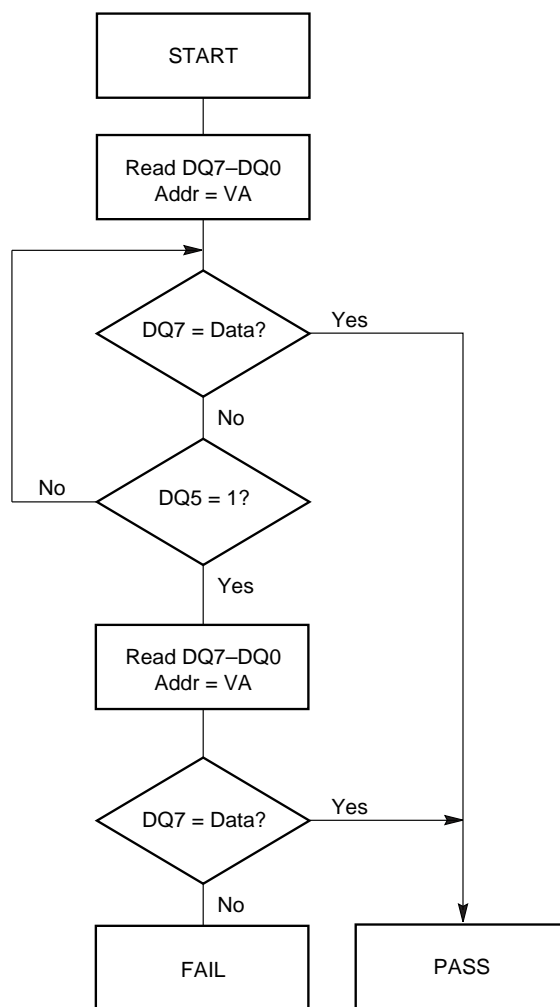 START
Read DQ7–DQ0
Addr = VA
DQ7 = Data?
Yes
No
No
DQ5 = 1?
Yes
Read DQ7–DQ0
Addr = VA
DQ7 = Data?
Yes
No
FAIL
PASS